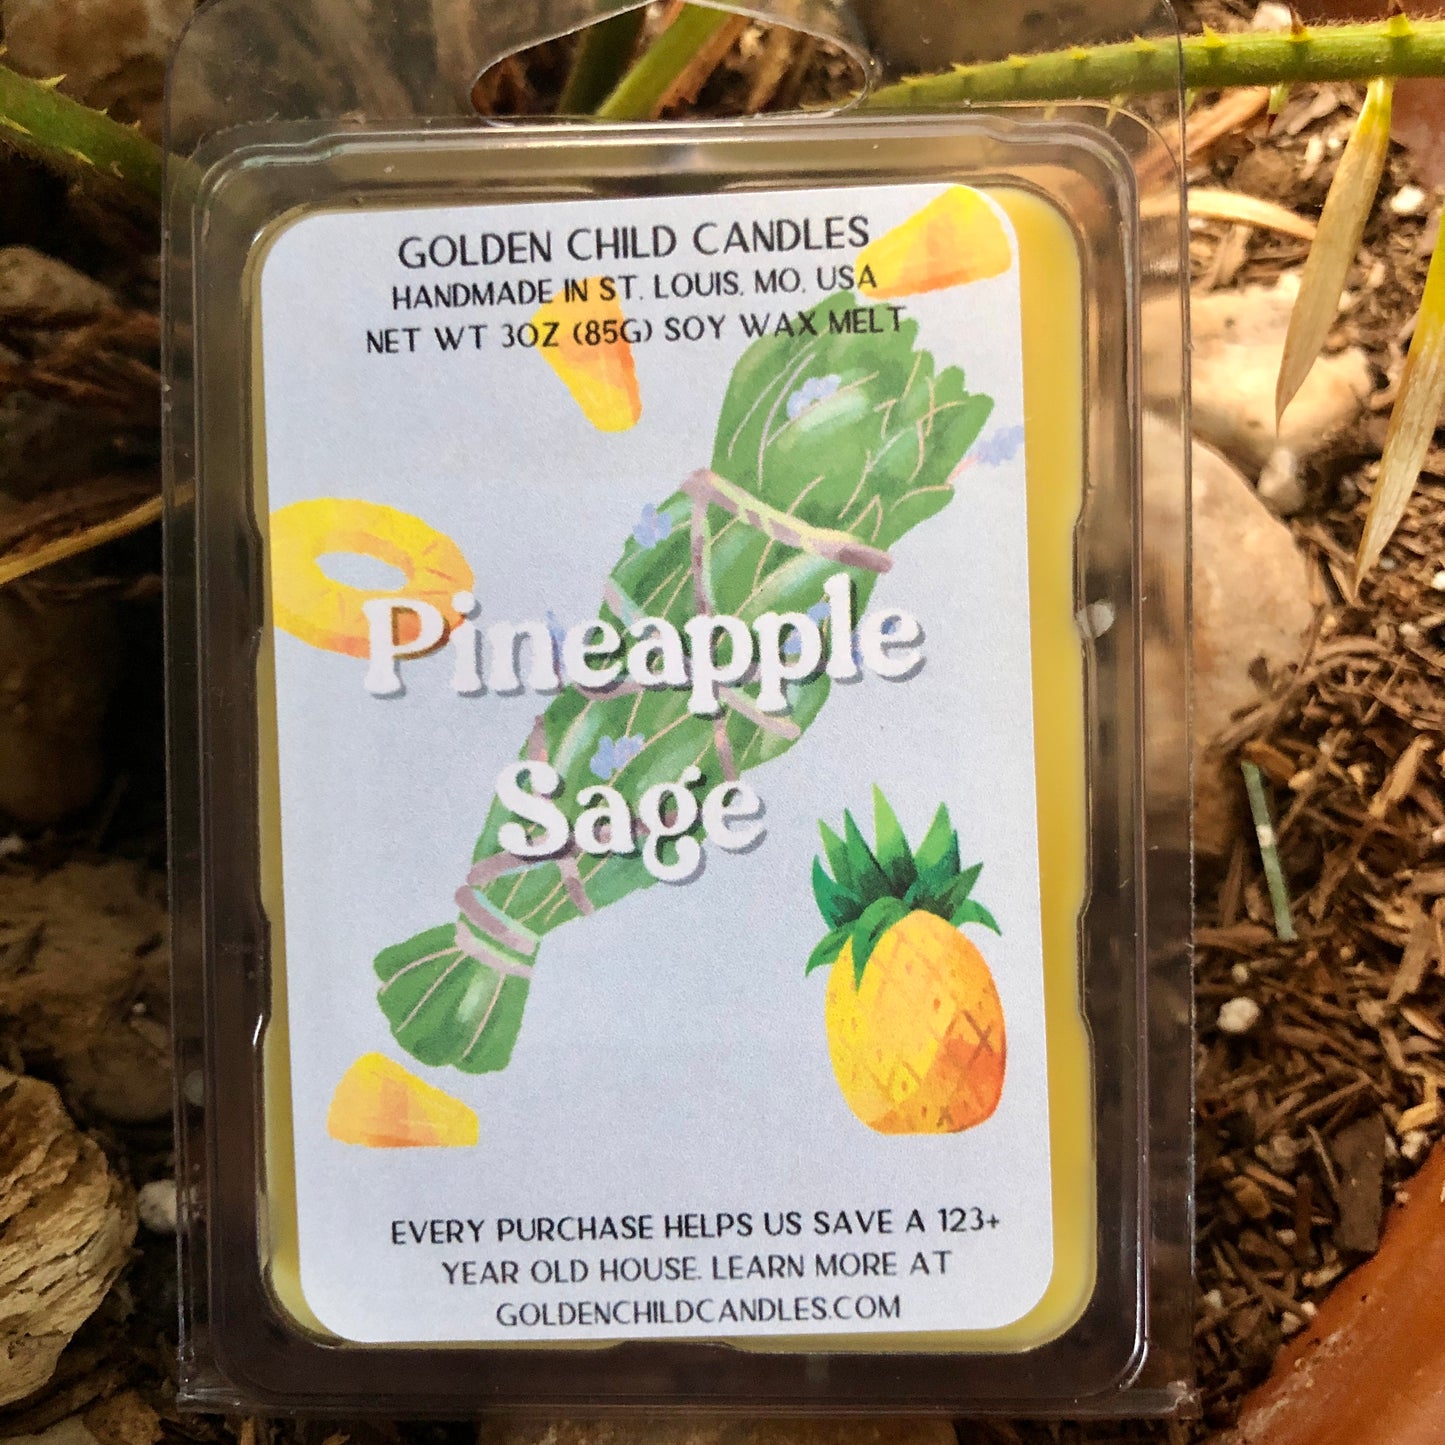 GOLDEN CHILD CANDLES
HANDMADE IN ST. LOUIS, MO, USA
NET WT 3OZ (85G) SOY WAX MELT
Pineapple
Sage
EVERY PURCHASE HELPS US SAVE A 123+
YEAR OLD HOUSE. LEARN MORE AT
GOLDENCHILDCANDLES.COM